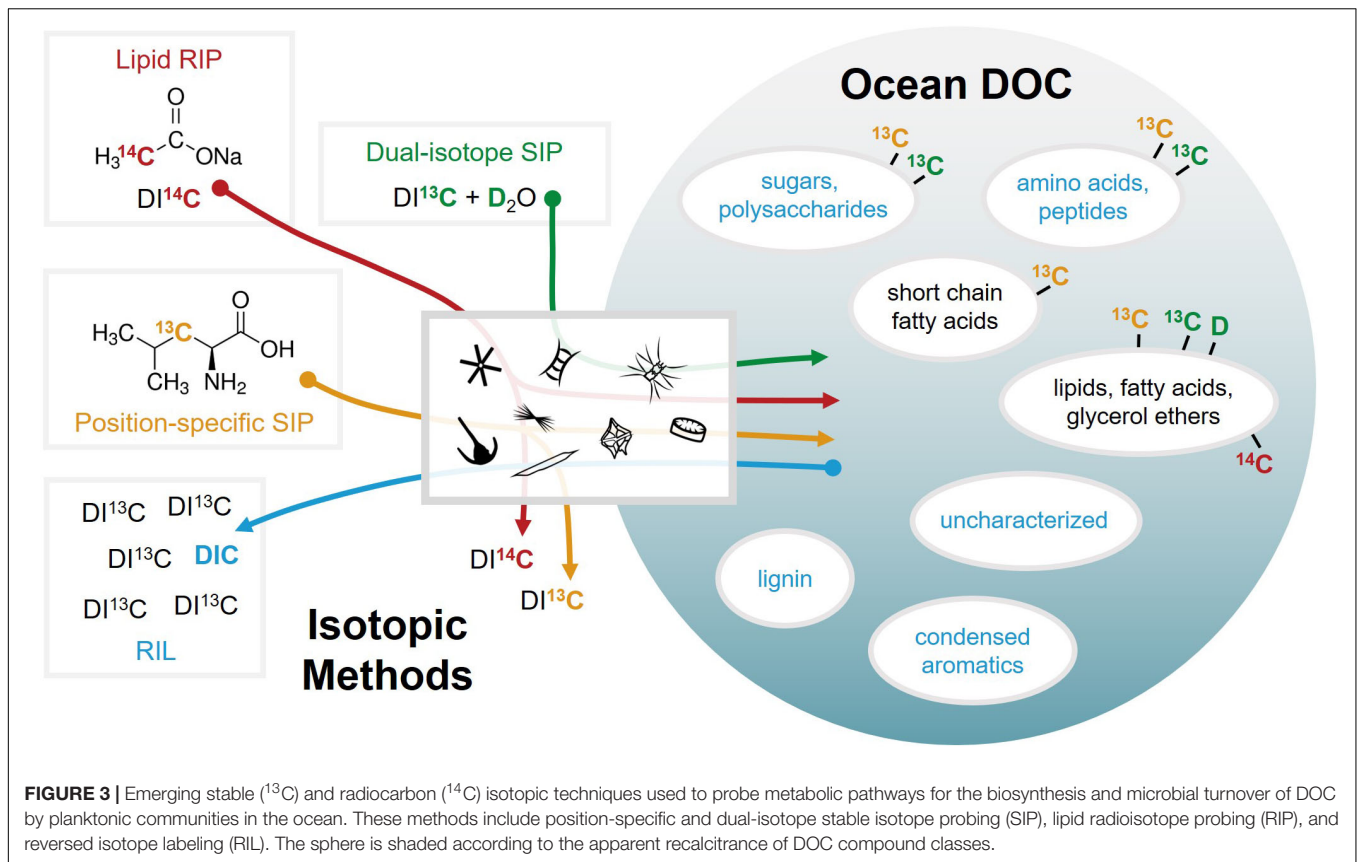 Lipid RIP
O
H₃¹⁴C
C
ONa
DI¹⁴C
Dual-isotope SIP
DI¹³C + D₂O
O
¹³C
H₃C
OH
CH₃
NH₂
Position-specific SIP
DI¹³C
DI¹³C
DI¹³C
DIC
DI¹³C
DI¹³C
RIL
DI¹⁴C
DI¹³C
Isotopic
Methods
Ocean DOC
¹³C
¹³C
sugars,
polysaccharides
¹³C
¹³C
amino acids,
peptides
¹³C
short chain
fatty acids
¹³C
¹³C
D
lipids, fatty acids,
glycerol ethers
¹⁴C
uncharacterized
lignin
condensed
aromatics
FIGURE 3 | Emerging stable (¹³C) and radiocarbon (¹⁴C) isotopic techniques used to probe metabolic pathways for the biosynthesis and microbial turnover of DOC
by planktonic communities in the ocean. These methods include position-specific and dual-isotope stable isotope probing (SIP), lipid radioisotope probing (RIP), and
reversed isotope labeling (RIL). The sphere is shaded according to the apparent recalcitrance of DOC compound classes.